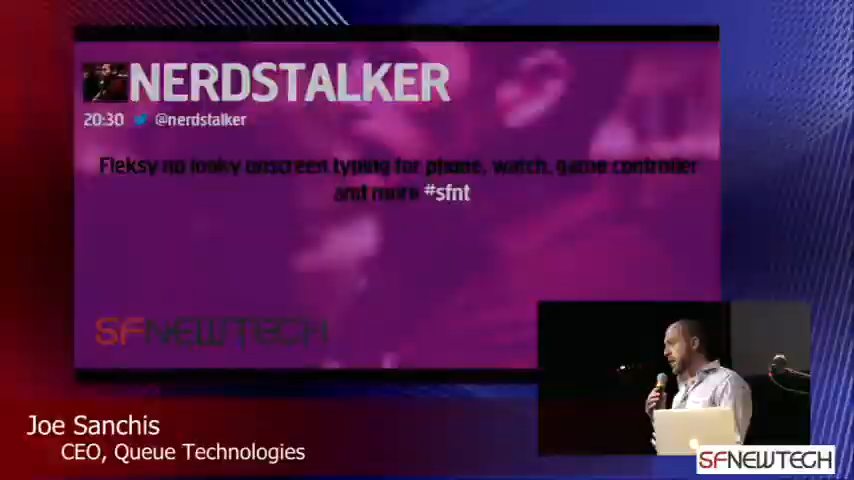 NERDSTALKER
20:30 @nerdstalker
Fleksy no looky onscreen typing for phone, watch, game controller
and more #sfnt
SFNEWTECH
Joe Sanchis
CEO, Queue Technologies
SFNEWTECH